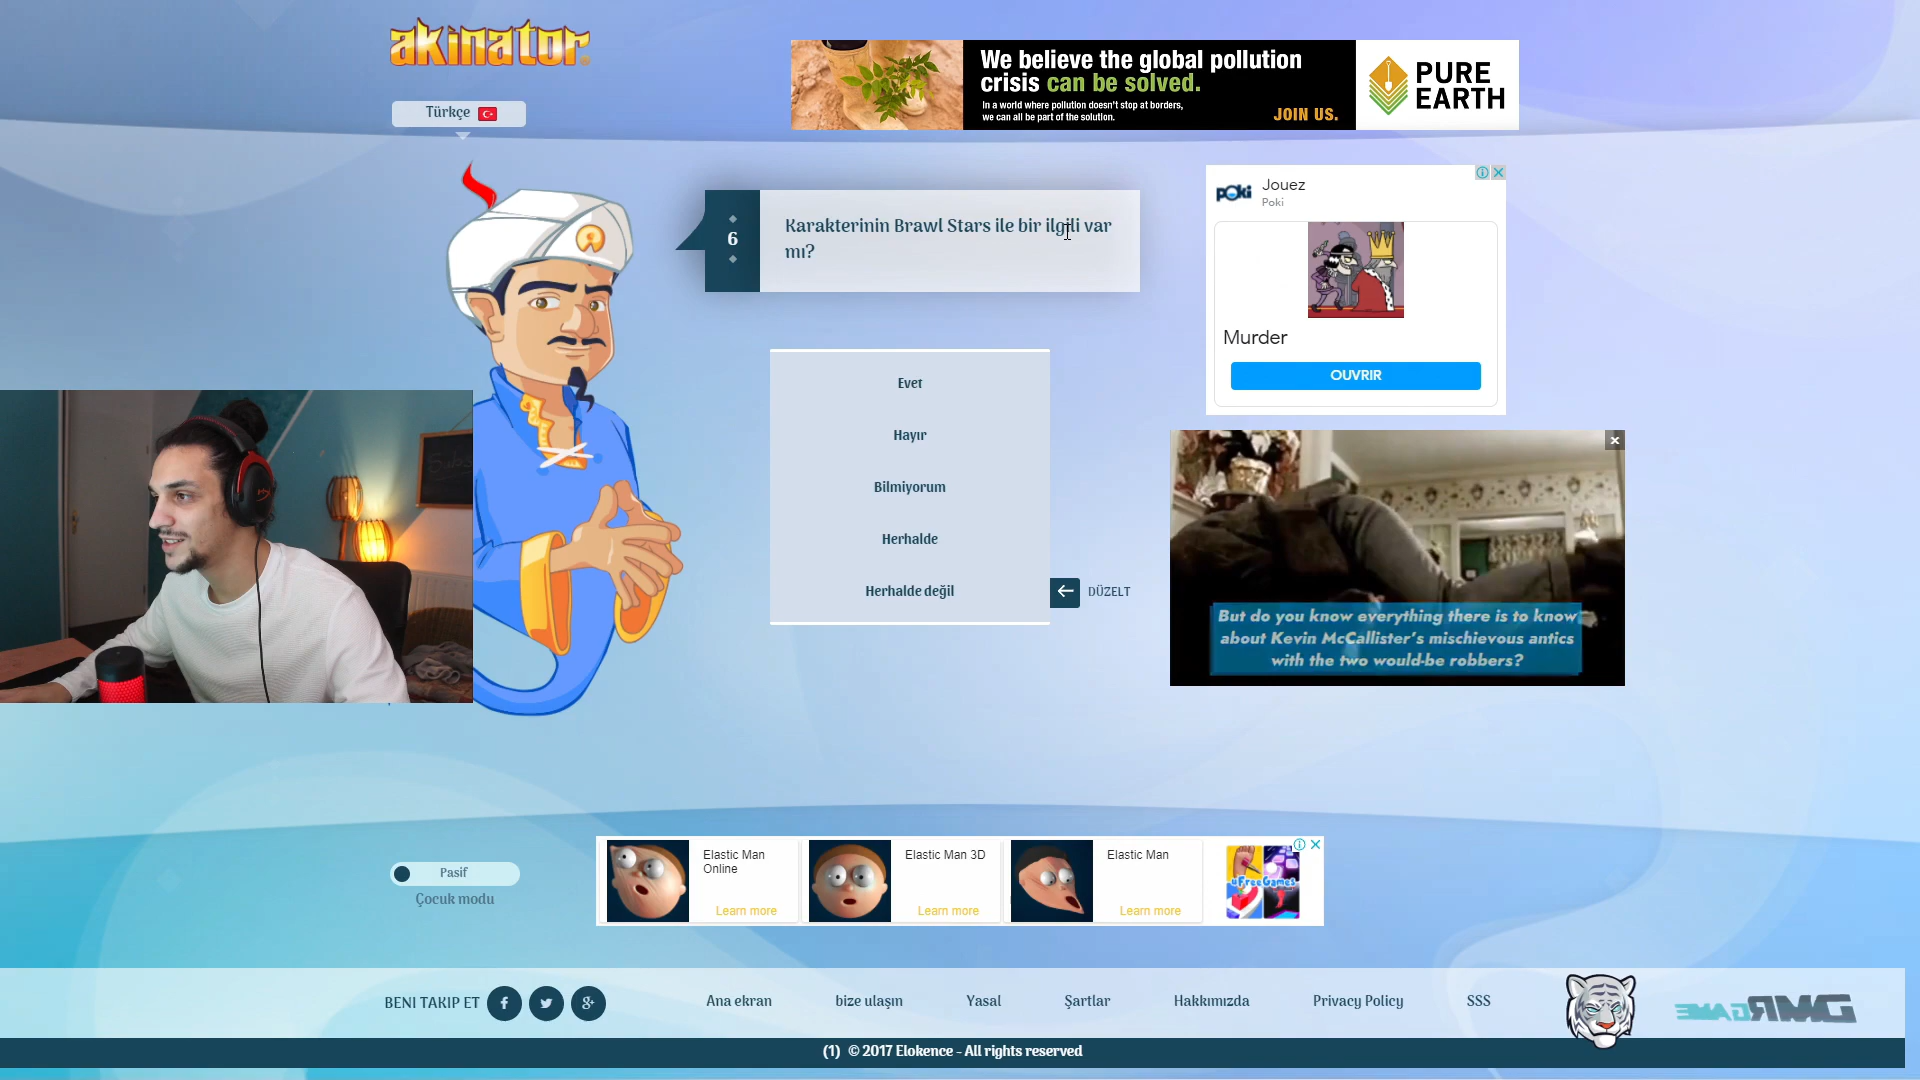 akinator
Türkçe
We believe the global pollution
crisis can be solved.
In a world where pollution doesn't stop at borders,
we can all be part of the solution.
JOIN US.
PURE
EARTH
6
Karakterinin Brawl Stars ile bir ilgili var
mı?
Evet
Hayır
Bilmiyorum
Herhalde
Herhalde değil
DÜZELT
poki
Jouez
Poki
Murder
OUVRIR
But do you know everything there is to know
about Kevin McCallister's mischievous antics
with the two would-be robbers?
Pasif
Çocuk modu
Elastic Man
Online
Learn more
Elastic Man 3D
Learn more
Elastic Man
Learn more
uFreeGames
BENI TAKIP ET
Ana ekran
bize ulaşın
Yasal
Şartlar
Hakkımızda
Privacy Policy
SSS
(1) © 2017 Elokence - All rights reserved